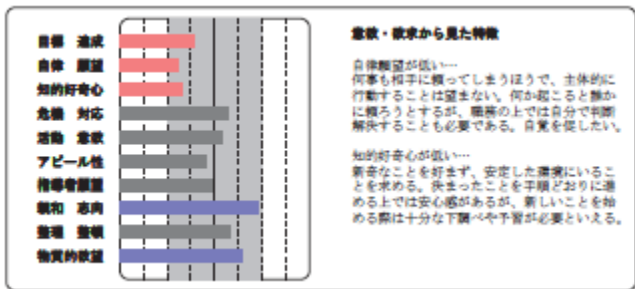 意欲・欲求から見た特徴
目標 達成
自律 願望
知的好奇心
危機 対応
活動 意欲
アピール性
指導者願望
親和 志向
整理 整頓
物質的欲望
自律願望が低い…
何事も相手に頼ってしまうほうで、主体的に
行動することは望まない。何か起こると誰か
に頼ろうとするが、職務の上では自分で判断
解決することも必要である。自覚を促したい。
知的好奇心が低い…
新奇なことを好まず、安定した環境にいるこ
とを求める。決まったことを手順どおりに進
める上では安心感があるが、新しいことを始
める際は十分な下調べや予習が必要といえる。